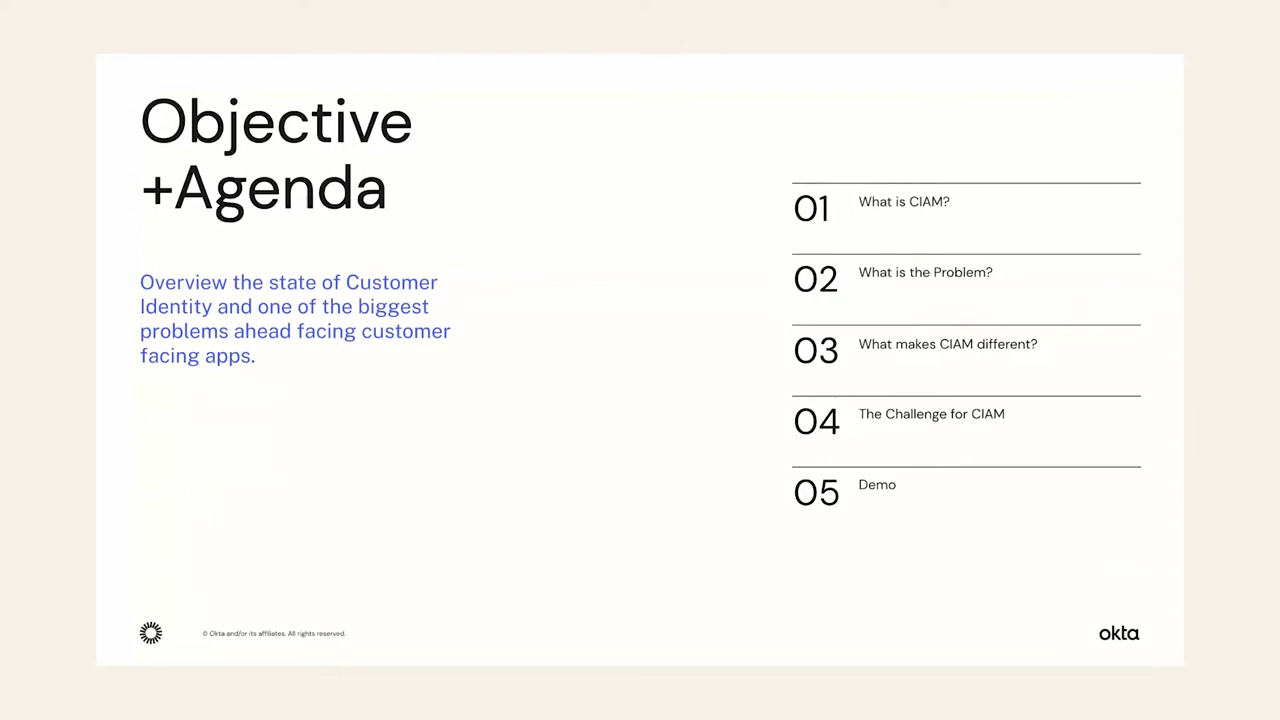 Objective
+Agenda
Overview the state of Customer
Identity and one of the biggest
problems ahead facing customer
facing apps.
01 What is CIAM?
02 What is the Problem?
03 What makes CIAM different?
04 The Challenge for CIAM
05 Demo
© Okta and/or its affiliates. All rights reserved.
okta